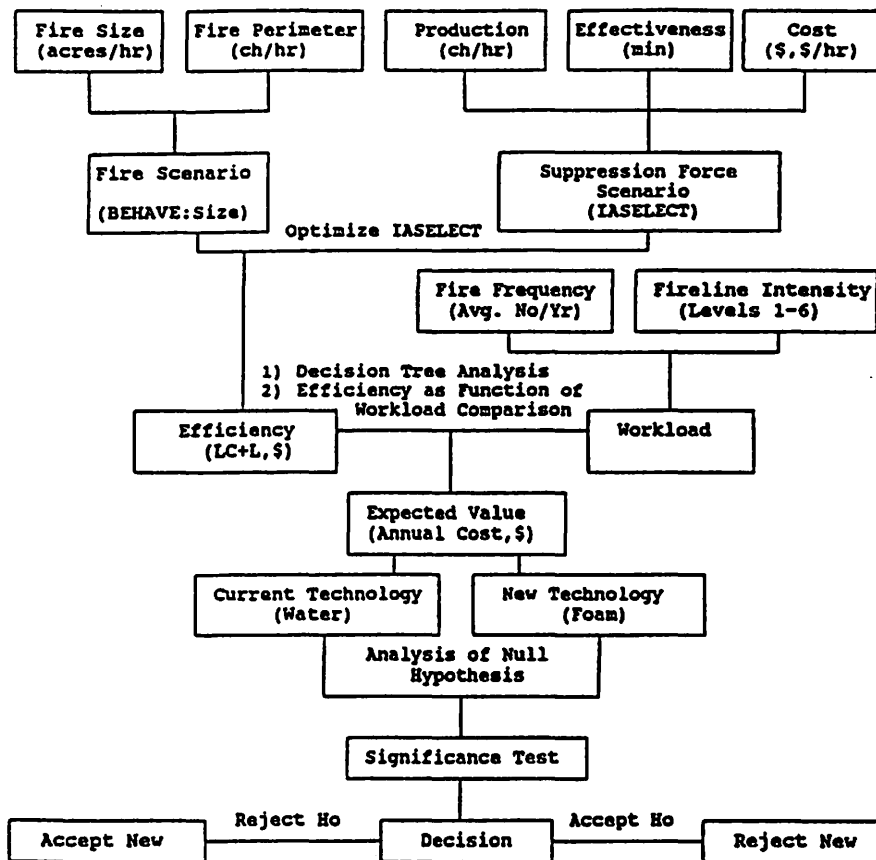 Fire Size
(acres/hr)
Fire Perimeter
(ch/hr)
Production
(ch/hr)
Effectiveness
(min)
Cost
($,$/hr)
Fire Scenario
(BEHAVE:Size)
Suppression Force
Scenario
(IASELECT)
Optimize IASELECT
Fire Frequency
(Avg. No/Yr)
Fireline Intensity
(Levels 1-6)
1) Decision Tree Analysis
2) Efficiency as Function of
Workload Comparison
Efficiency
(LC+L,$)
Workload
Expected Value
(Annual Cost,$)
Current Technology
(Water)
New Technology
(Foam)
Analysis of Null
Hypothesis
Significance Test
Reject Ho
Accept Ho
Accept New
Decision
Reject New